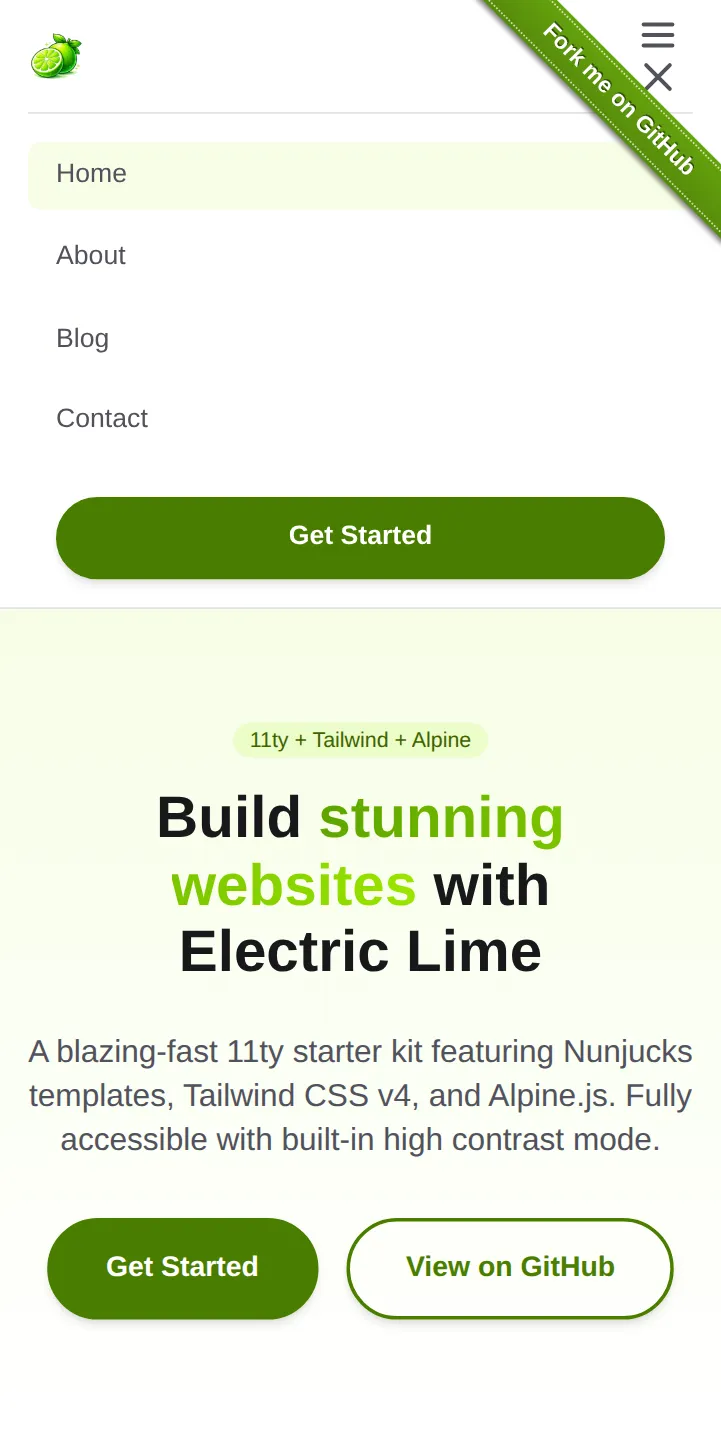 Fork me on GitHub
Home
About
Blog
Contact
Get Started
11ty + Tailwind + Alpine
Build stunning
websites with
Electric Lime
A blazing-fast 11ty starter kit featuring Nunjucks
templates, Tailwind CSS v4, and Alpine.js. Fully
accessible with built-in high contrast mode.
Get Started
View on GitHub